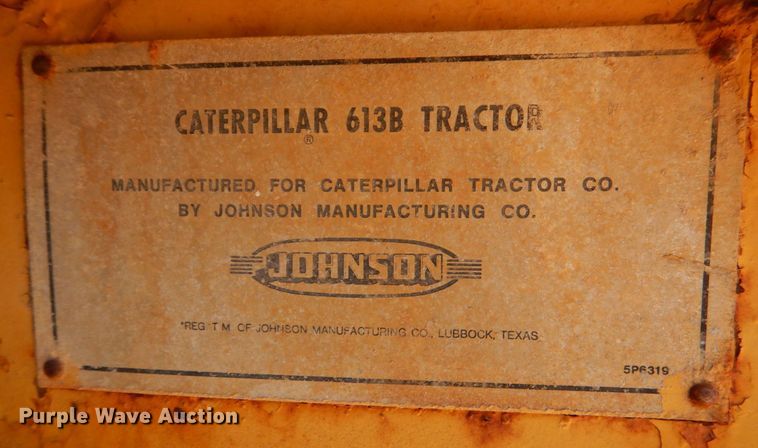 CATERPILLAR ® 613B TRACTOR
MANUFACTURED FOR CATERPILLAR TRACTOR CO.
BY JOHNSON MANUFACTURING CO.
JOHNSON
*REG T M OF JOHNSON MANUFACTURING CO., LUBBOCK, TEXAS
5P6319
Purple Wave Auction